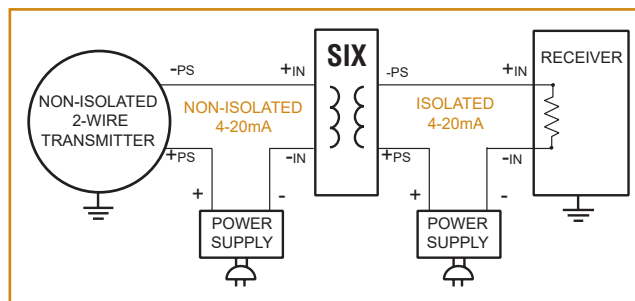 -PS
+IN
SIX
-PS
+IN
RECEIVER
NON-ISOLATED
2-WIRE
TRANSMITTER
NON-ISOLATED
4-20mA
ISOLATED
4-20mA
+PS
-IN
+PS
-IN
+
-
+
-
POWER
SUPPLY
POWER
SUPPLY